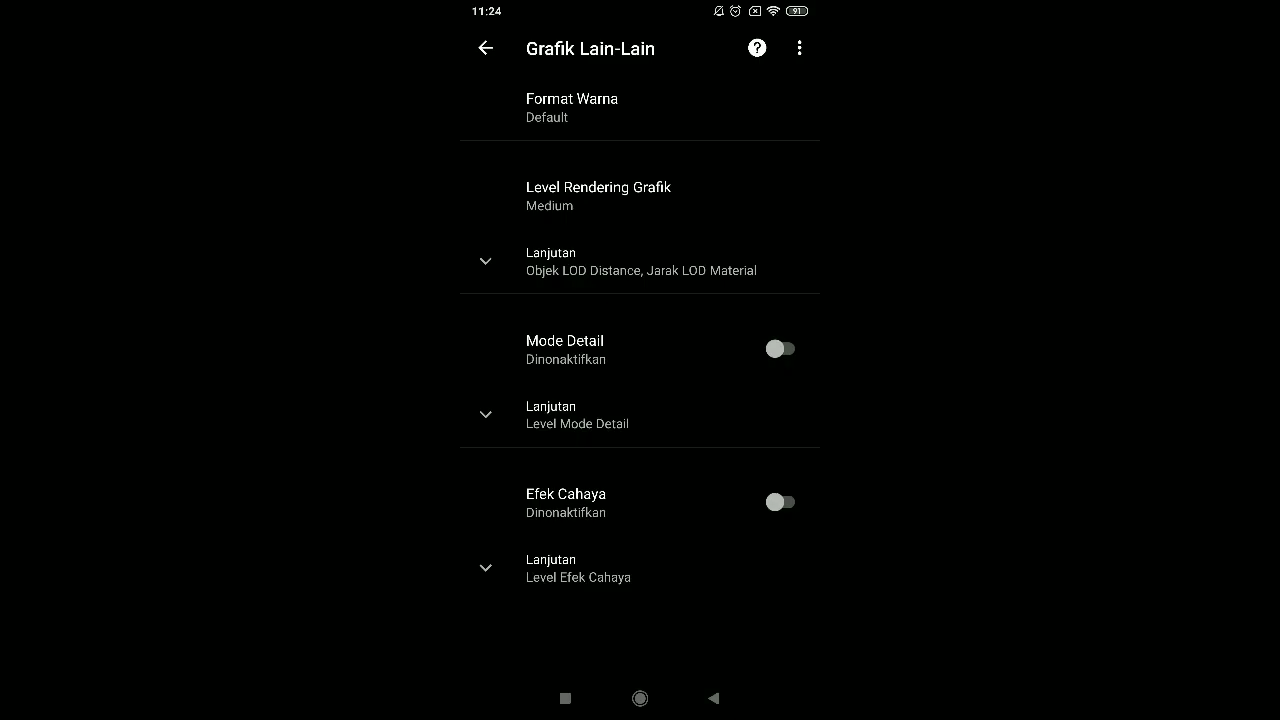 11:24
91
Grafik Lain-Lain
Format Warna
Default
Level Rendering Grafik
Medium
Lanjutan
Objek LOD Distance, Jarak LOD Material
Mode Detail
Dinonaktifkan
Lanjutan
Level Mode Detail
Efek Cahaya
Dinonaktifkan
Lanjutan
Level Efek Cahaya